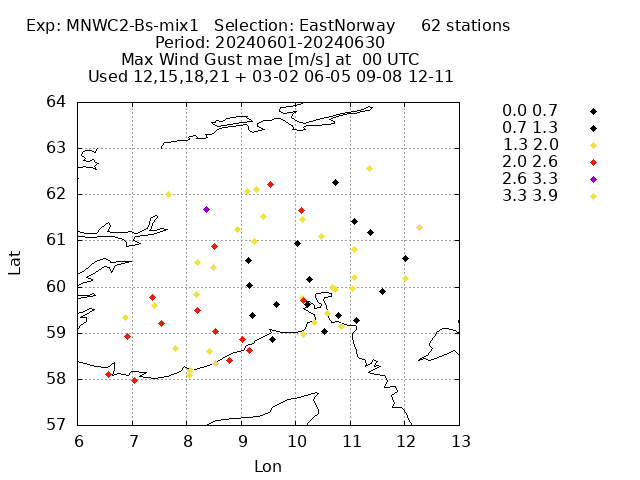 Exp: MNWC2-Bs-mix1   Selection: EastNorway     62 stations
Period: 20240601-20240630
Max Wind Gust mae [m/s] at  00 UTC
Used 12,15,18,21 + 03-02 06-05 09-08 12-11
0.0 0.7
0.7 1.3
1.3 2.0
2.0 2.6
2.6 3.3
3.3 3.9
64
63
62
61
60
59
58
57
Lat
6 7 8 9 10 11 12 13
Lon